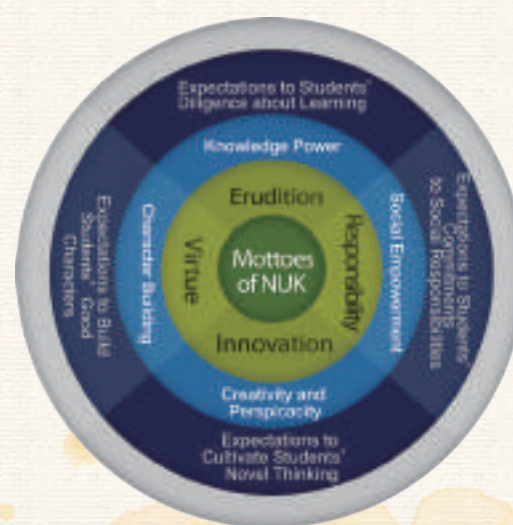 Expectations to Students'
Diligence about Learning
Knowledge Power
Erudition
Expectations to Build
Students' Good
Characters
Character Building
Virtue
Mottoes
of NUK
Responsibility
Social Empowerment
Expectations to Students'
Commitments
to Social Responsibilities
Innovation
Creativity and
Perspicacity
Expectations to
Cultivate Students'
Novel Thinking